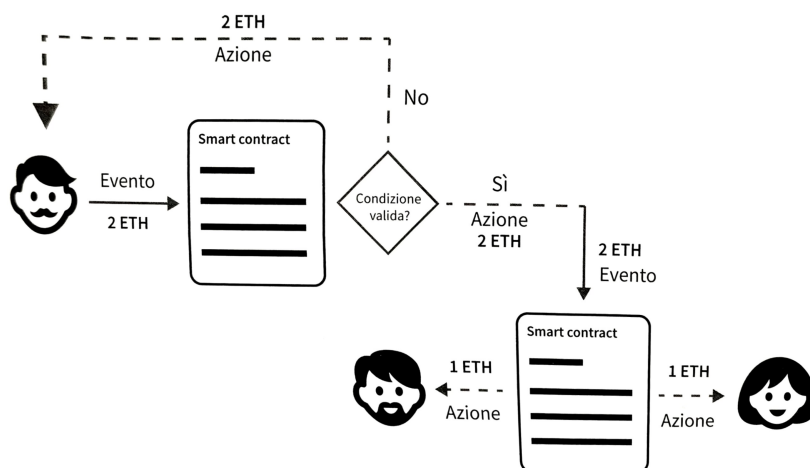 2 ETH
Azione
No
Smart contract
Evento
2 ETH
Condizione
valida?
Sì
Azione
2 ETH
2 ETH
Evento
Smart contract
1 ETH
Azione
1 ETH
Azione